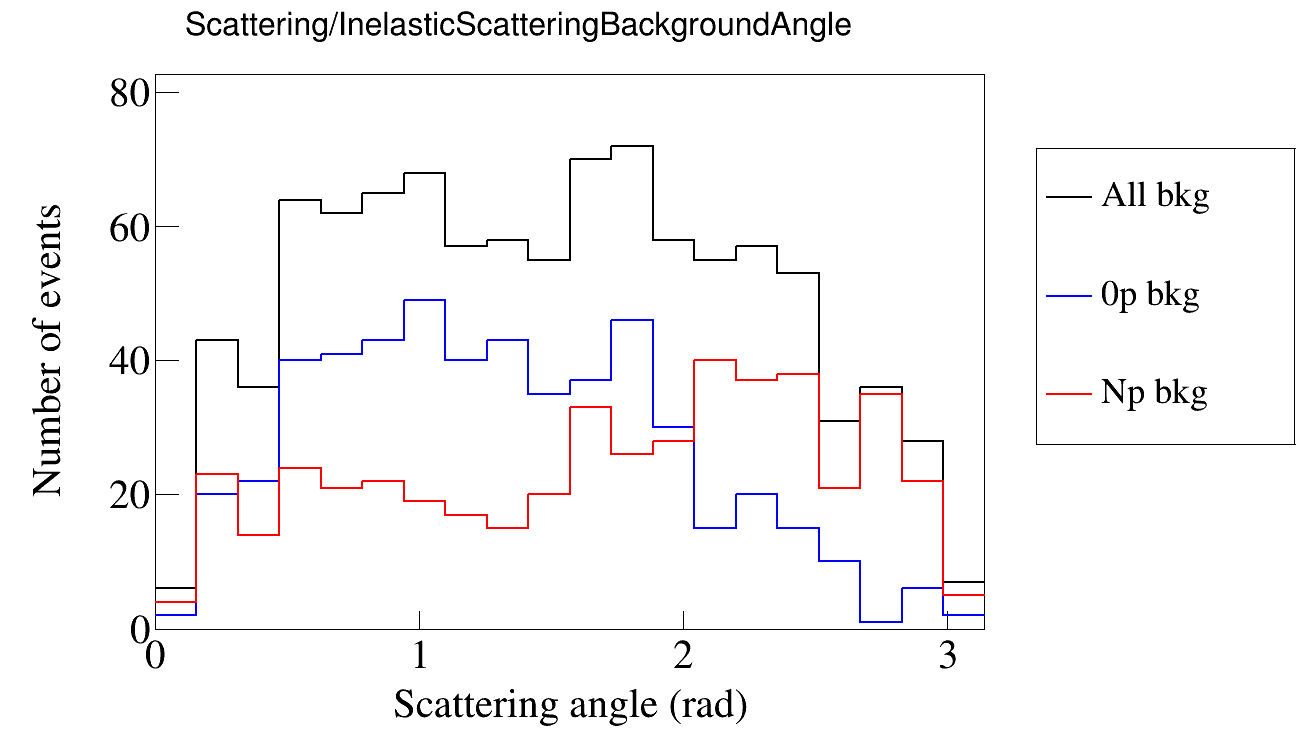 Scattering/InelasticScatteringBackgroundAngle
80
60
40
20
0
Number of events
0 1 2 3
Scattering angle (rad)
All bkg
0p bkg
Np bkg